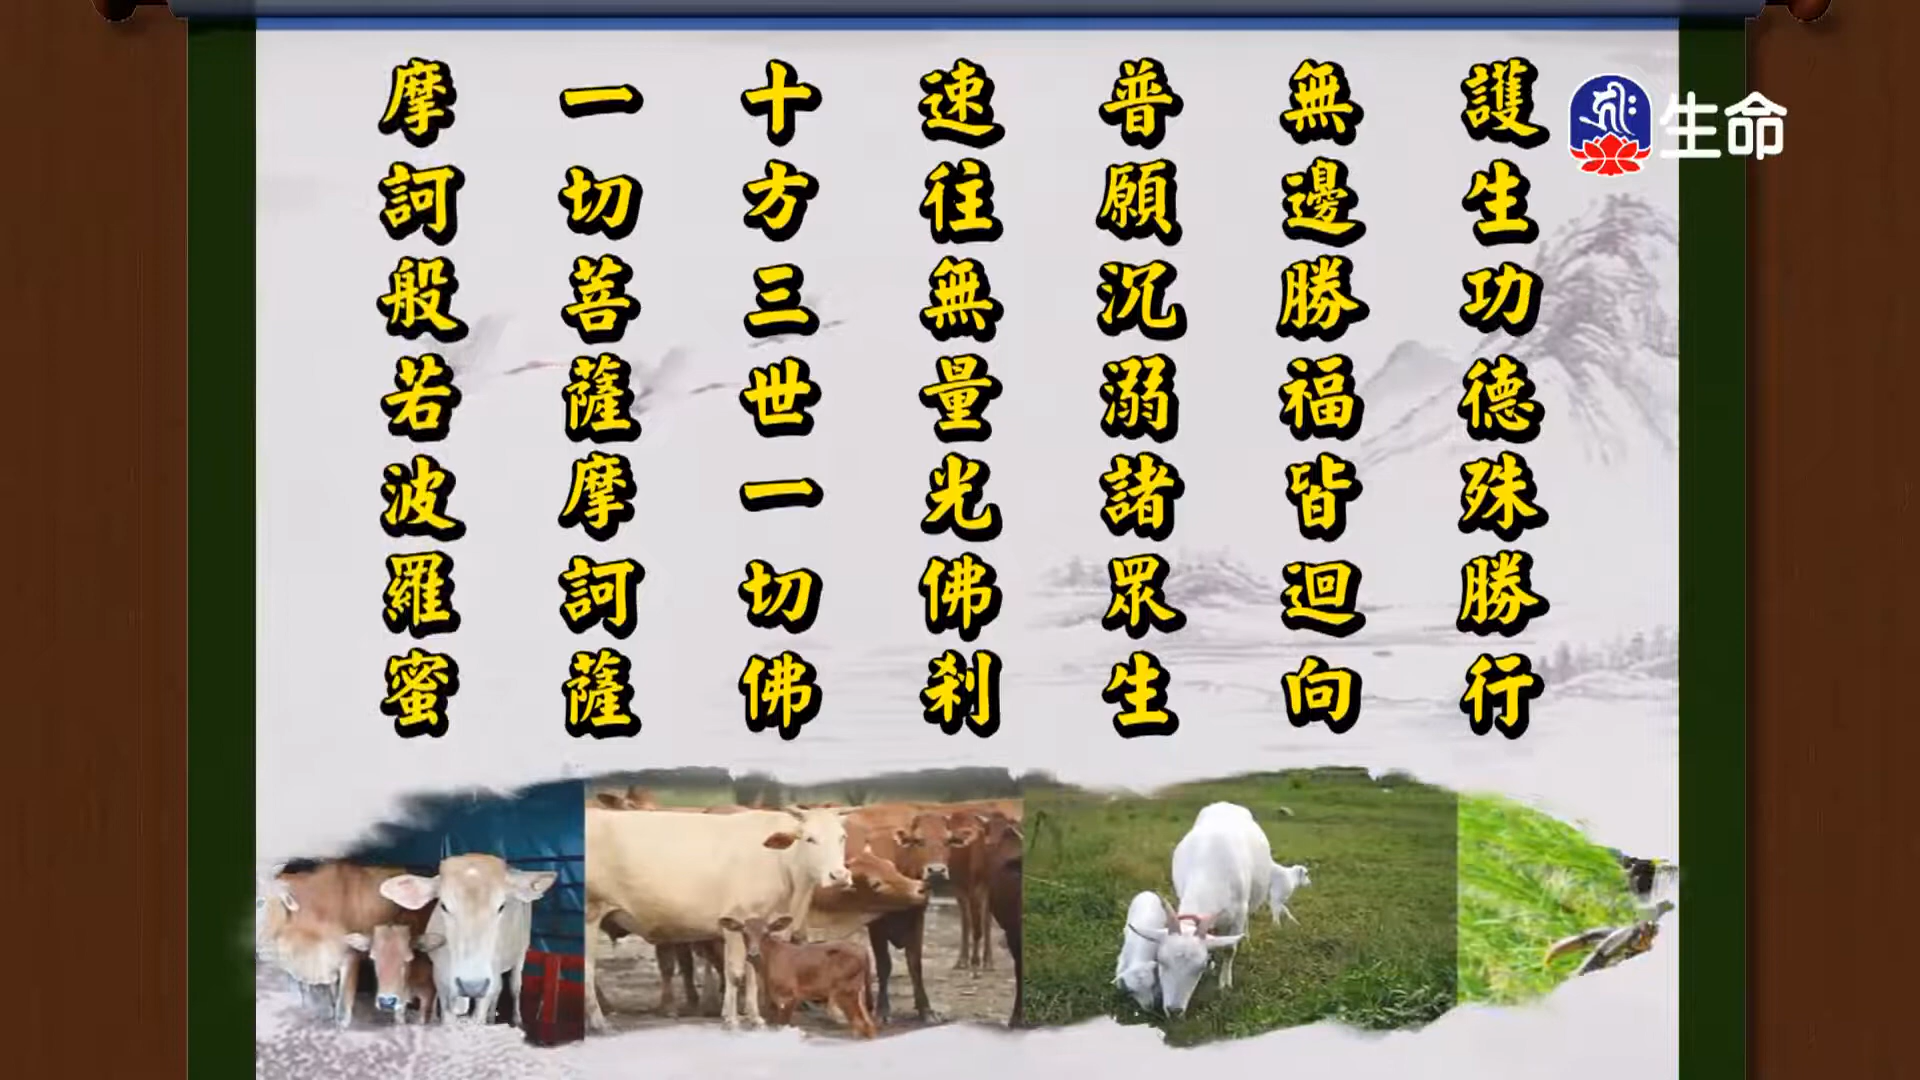 護生功德殊勝行
無邊勝福皆迴向
普願沉溺諸眾生
速往無量光佛剎
十方三世一切佛
一切菩薩摩訶薩
摩訶般若波羅蜜
生命